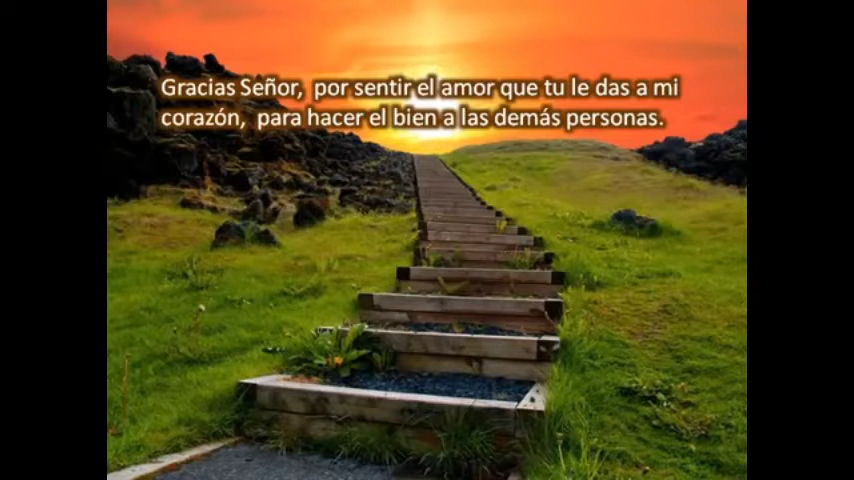 Gracias Señor, por sentir el amor que tu le das a mi
corazón, para hacer el bien a las demás personas.